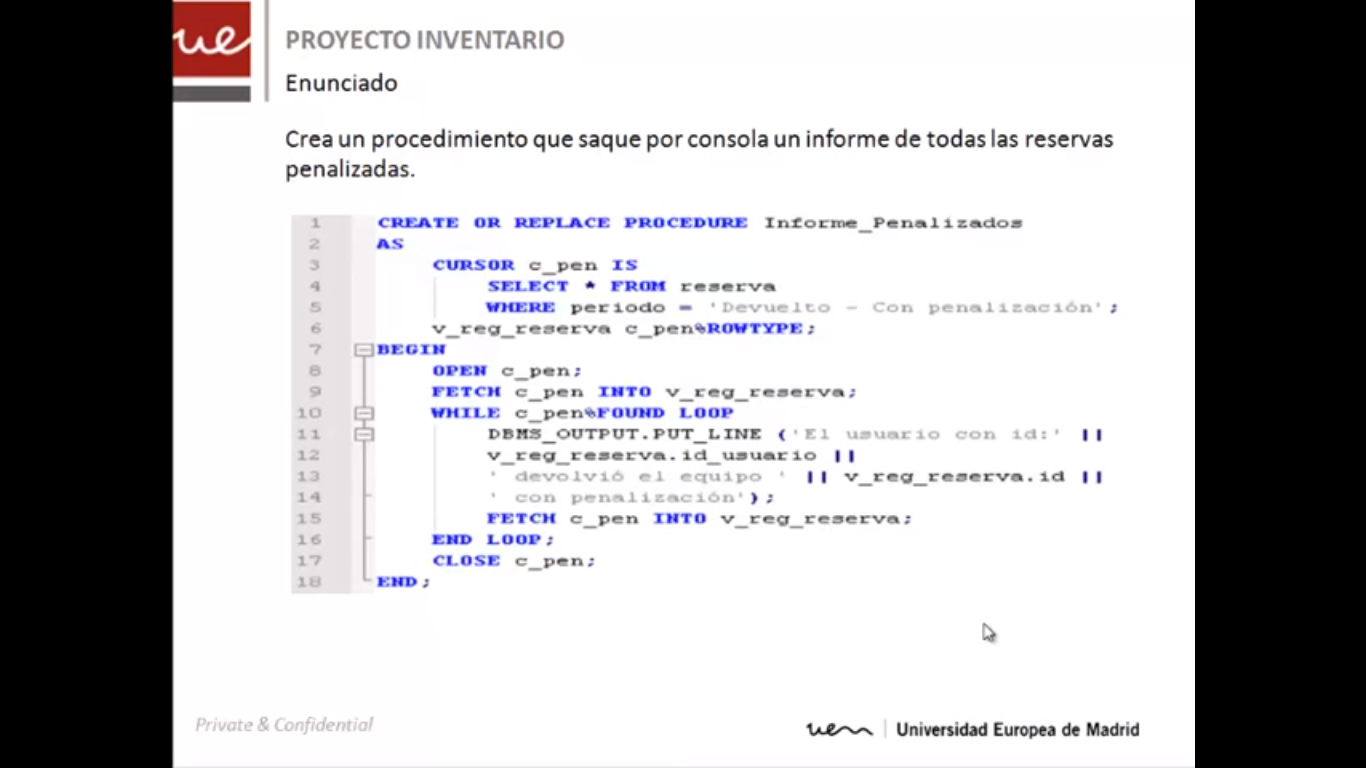 ue
PROYECTO INVENTARIO
Enunciado
Crea un procedimiento que saque por consola un informe de todas las reservas
penalizadas.
1 CREATE OR REPLACE PROCEDURE Informe_Penalizados
2 AS
3 CURSOR c_pen IS
4 SELECT * FROM reserva
5 WHERE periodo = 'Devuelto - Con penalización';
6 v_reg_reserva c_pen%ROWTYPE;
7 BEGIN
8 OPEN c_pen;
9 FETCH c_pen INTO v_reg_reserva;
10 WHILE c_pen%FOUND LOOP
11 DBMS_OUTPUT.PUT_LINE ('El usuario con id:' ||
12 v_reg_reserva.id_usuario ||
13 ' devolvió el equipo ' || v_reg_reserva.id ||
14 ' con penalización');
15 FETCH c_pen INTO v_reg_reserva;
16 END LOOP;
17 CLOSE c_pen;
18 END;
Private & Confidential
uem Universidad Europea de Madrid